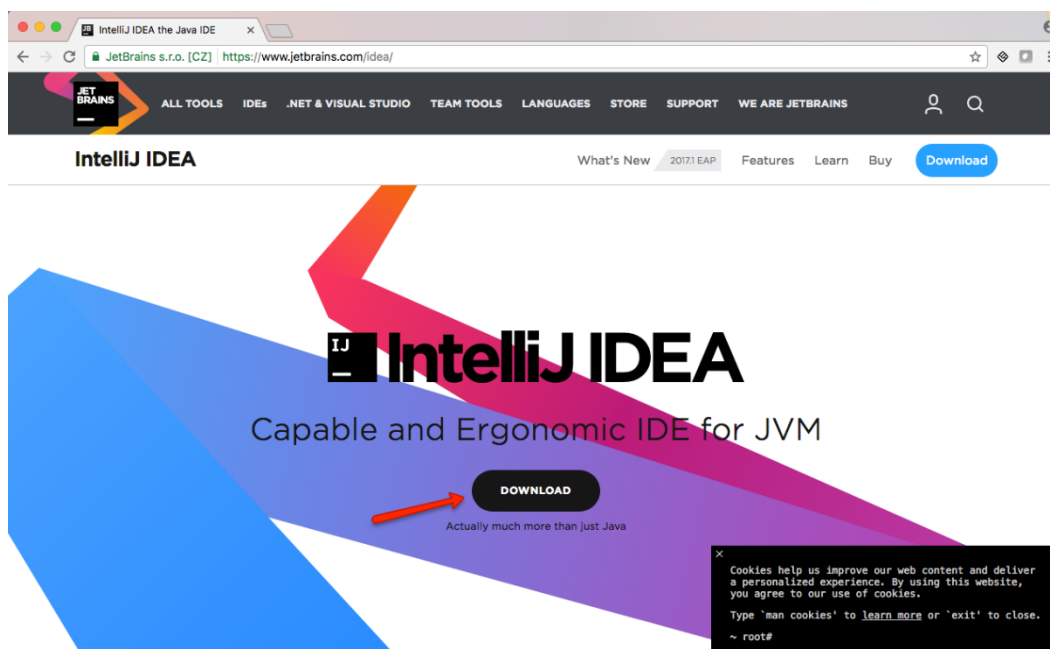 IntelliJ IDEA the Java IDE
JetBrains s.r.o. [CZ] https://www.jetbrains.com/idea/
JET
BRAINS
ALL TOOLS IDEs .NET & VISUAL STUDIO TEAM TOOLS LANGUAGES STORE SUPPORT WE ARE JETBRAINS
IntelliJ IDEA What's New 2017.1 EAP Features Learn Buy Download
IJ IntelliJ IDEA
Capable and Ergonomic IDE for JVM
DOWNLOAD
Actually much more than just Java
Cookies help us improve our web content and deliver
a personalized experience. By using this website,
you agree to our use of cookies.
Type `man cookies' to learn more or `exit' to close.
~ root#